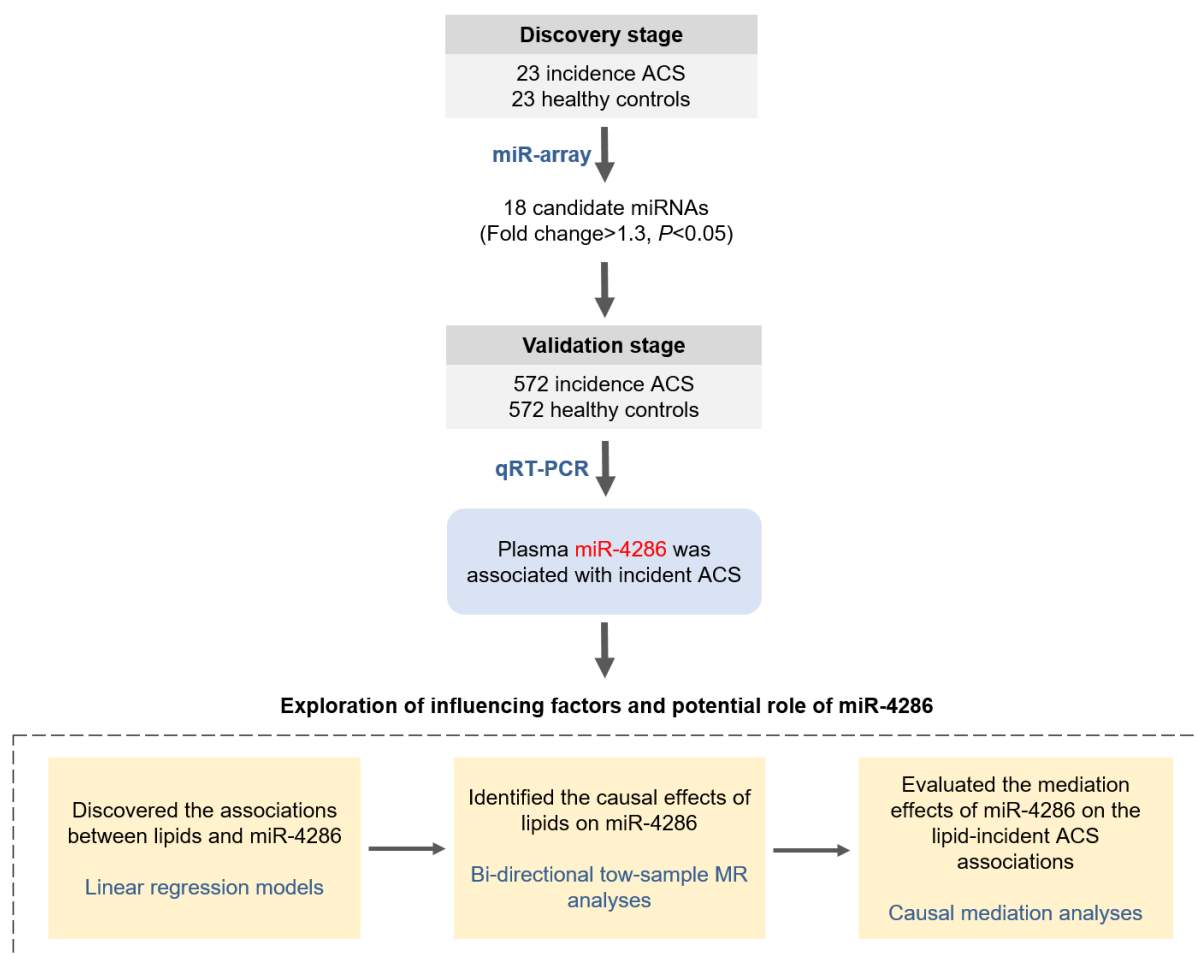 Discovery stage
23 incidence ACS
23 healthy controls
miR-array
18 candidate miRNAs
(Fold change>1.3, P<0.05)
Validation stage
572 incidence ACS
572 healthy controls
qRT-PCR
Plasma miR-4286 was
associated with incident ACS
Exploration of influencing factors and potential role of miR-4286
Discovered the associations
between lipids and miR-4286
Linear regression models
Identified the causal effects of
lipids on miR-4286
Bi-directional tow-sample MR
analyses
Evaluated the mediation
effects of miR-4286 on the
lipid-incident ACS
associations
Causal mediation analyses